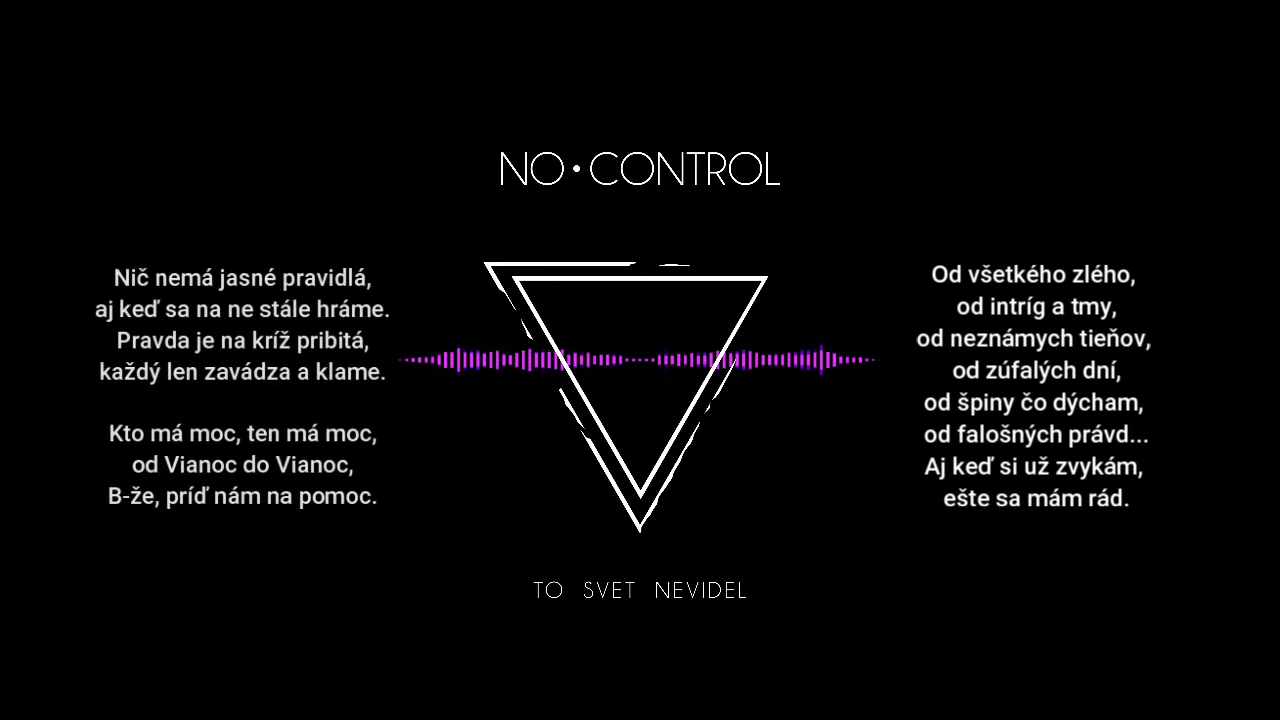 NO•CONTROL
Nič nemá jasné pravidlá,
aj keď sa na ne stále hráme.
Pravda je na kríž pribitá,
každý len zavádza a klame.
Kto má moc, ten má moc,
od Vianoc do Vianoc,
B-že, príď nám na pomoc.
Od všetkého zlého,
od intríg a tmy,
od neznámych tieňov,
od zúfalých dní,
od špiny čo dýcham,
od falošných právd...
Aj keď si už zvykám,
ešte sa mám rád.
TO SVET NEVIDEL